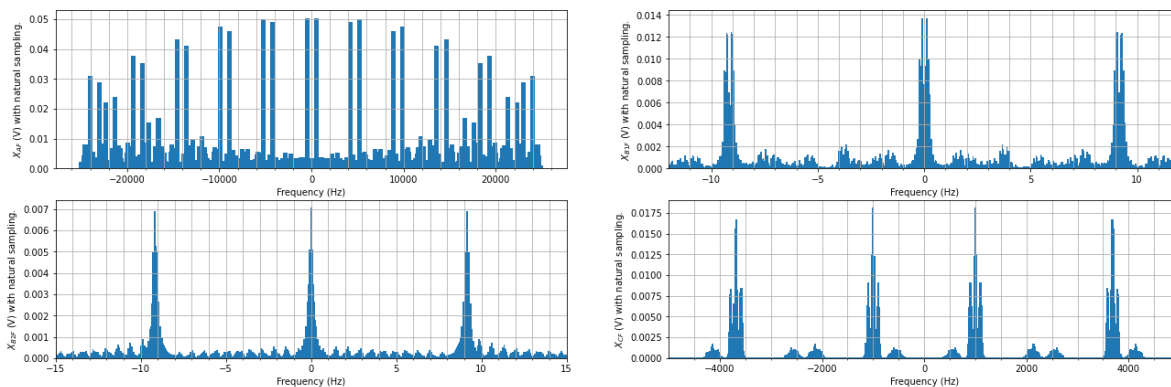 X_AF (V) with natural sampling.
0.05
0.04
0.03
0.02
0.01
0.00
−20000 −10000 0 10000 20000
Frequency (Hz)
X_B1F (V) with natural sampling.
0.014
0.012
0.010
0.008
0.006
0.004
0.002
0.000
−10 −5 0 5 10
Frequency (Hz)
X_B2F (V) with natural sampling.
0.007
0.006
0.005
0.004
0.003
0.002
0.001
0.000
−15 −10 −5 0 5 10 15
Frequency (Hz)
X_CF (V) with natural sampling.
0.0175
0.0150
0.0125
0.0100
0.0075
0.0050
0.0025
0.0000
−4000 −2000 0 2000 4000
Frequency (Hz)